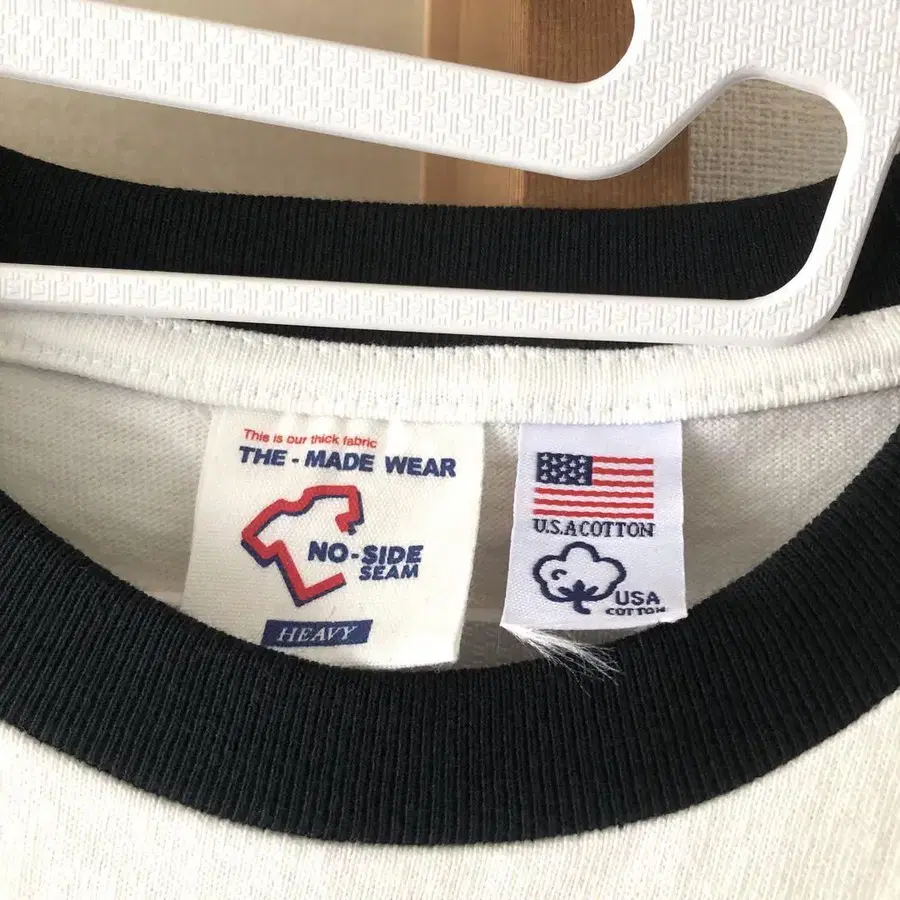 This is our thick fabric
THE - MADE WEAR
NO-SIDE
SEAM
HEAVY
U.S.A COTTON
USA
COTTON